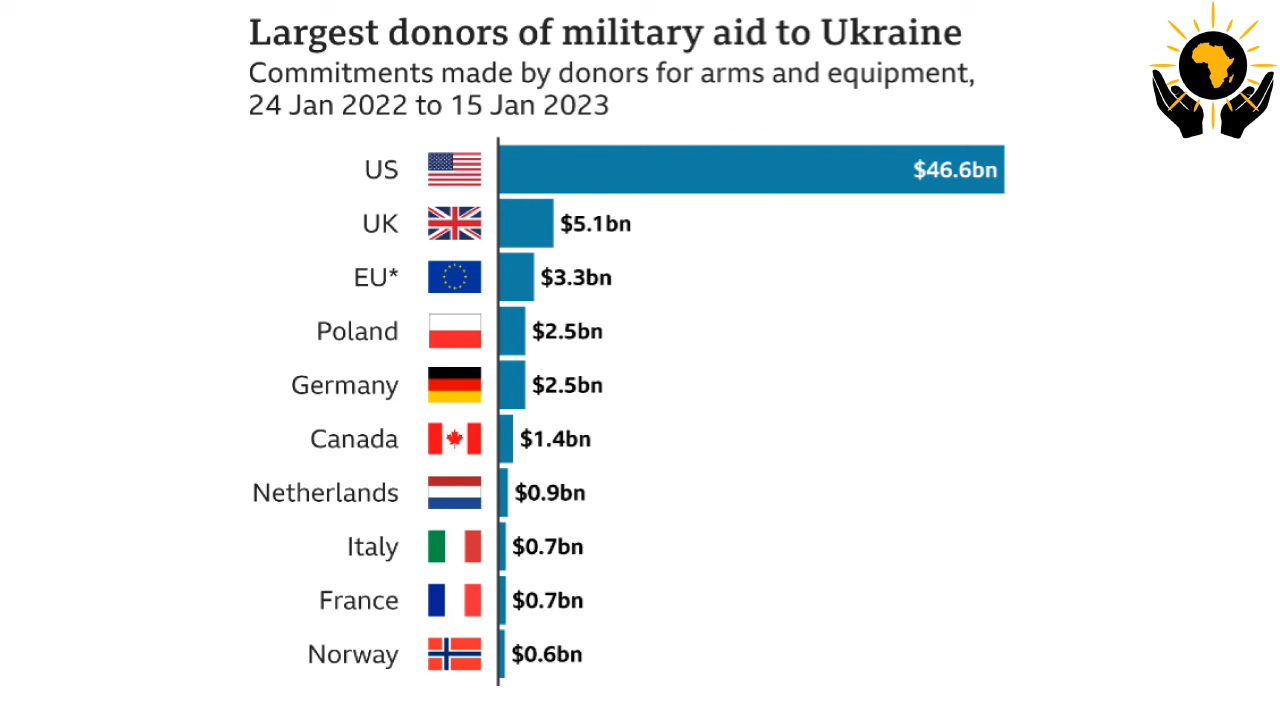 Largest donors of military aid to Ukraine
Commitments made by donors for arms and equipment,
24 Jan 2022 to 15 Jan 2023
US $46.6bn
UK $5.1bn
EU* $3.3bn
Poland $2.5bn
Germany $2.5bn
Canada $1.4bn
Netherlands $0.9bn
Italy $0.7bn
France $0.7bn
Norway $0.6bn